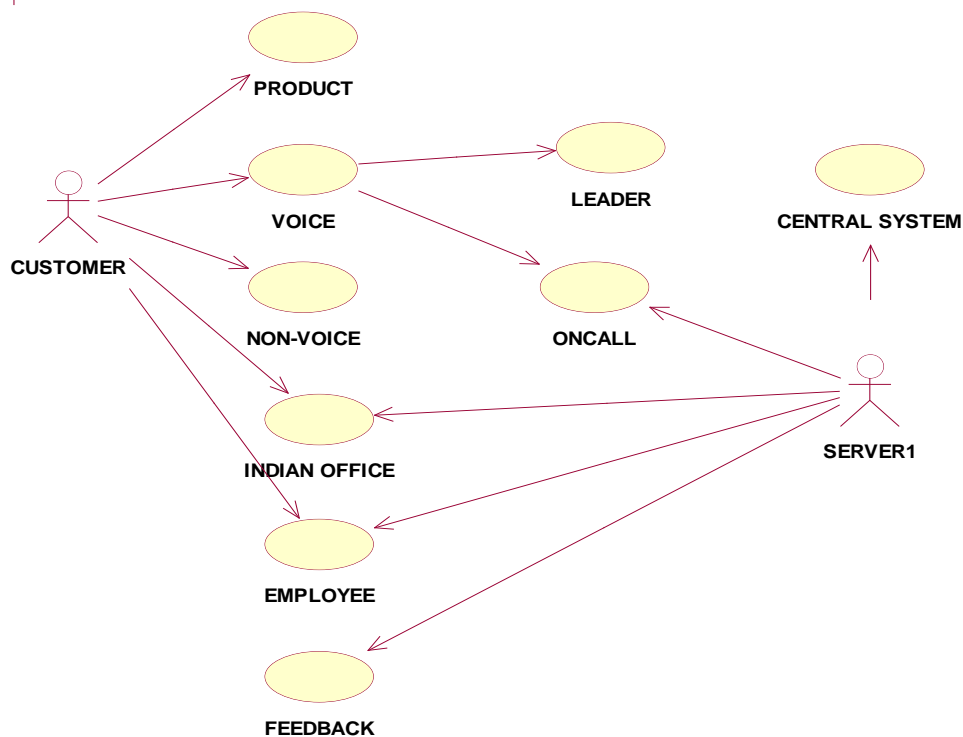 PRODUCT
LEADER
VOICE
CENTRAL SYSTEM
CUSTOMER
NON-VOICE
ONCALL
SERVER1
INDIAN OFFICE
EMPLOYEE
FEEDBACK